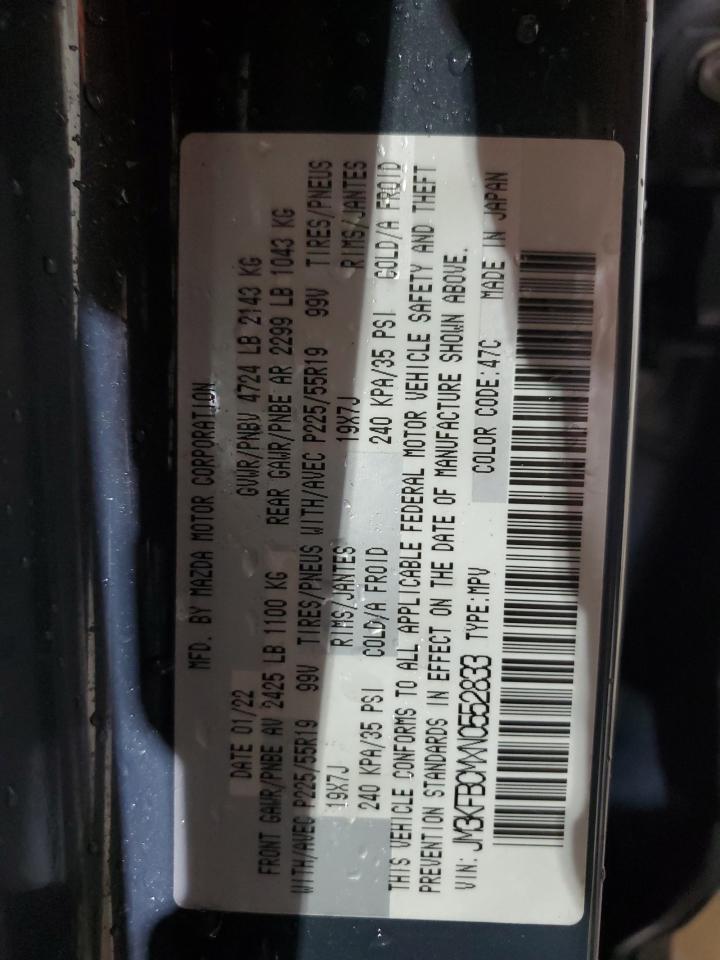 MFD. BY MAZDA MOTOR CORPORATION
DATE 01/22 GVWR/PNBV 4724 LB 2143 KG
FRONT GAWR/PNBE AV 2425 LB 1100 KG REAR GAWR/PNBE AR 2299 LB 1043 KG
WITH/AVEC P225/55R19 99V TIRES/PNEUS WITH/AVEC P225/55R19 99V TIRES/PNEUS
19X7J RIMS/JANTES 19X7J RIMS/JANTES
240 KPA/35 PSI COLD/A FROID 240 KPA/35 PSI COLD/A FROID
THIS VEHICLE CONFORMS TO ALL APPLICABLE FEDERAL MOTOR VEHICLE SAFETY AND THEFT
PREVENTION STANDARDS IN EFFECT ON THE DATE OF MANUFACTURE SHOWN ABOVE.
VIN: JM3KFBCMXN0552833 TYPE:MPV COLOR CODE:47C MADE IN JAPAN